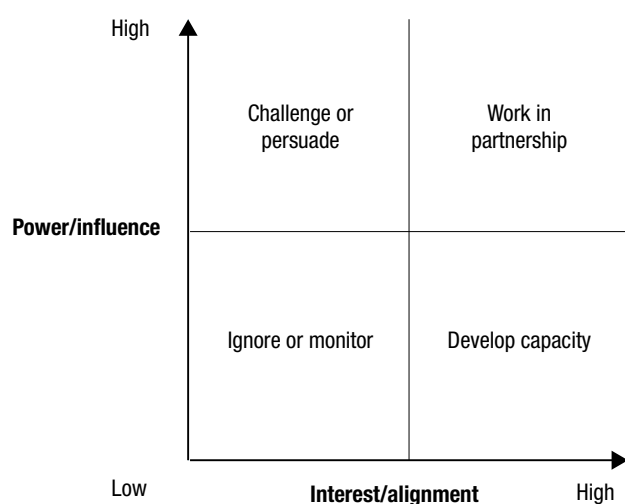 High
Challenge or
persuade
Work in
partnership
Power/influence
Ignore or monitor
Develop capacity
Low
Interest/alignment
High